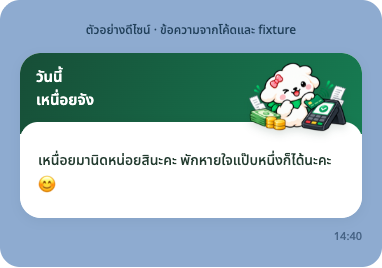 ตัวอย่างดีไซน์ · ข้อความจากโค้ดและ fixture
วันนี้
เหนื่อยจัง
เหนื่อยมานิดหน่อยสินะคะ พักหายใจแป๊บหนึ่งก็ได้นะคะ
😊
14:40